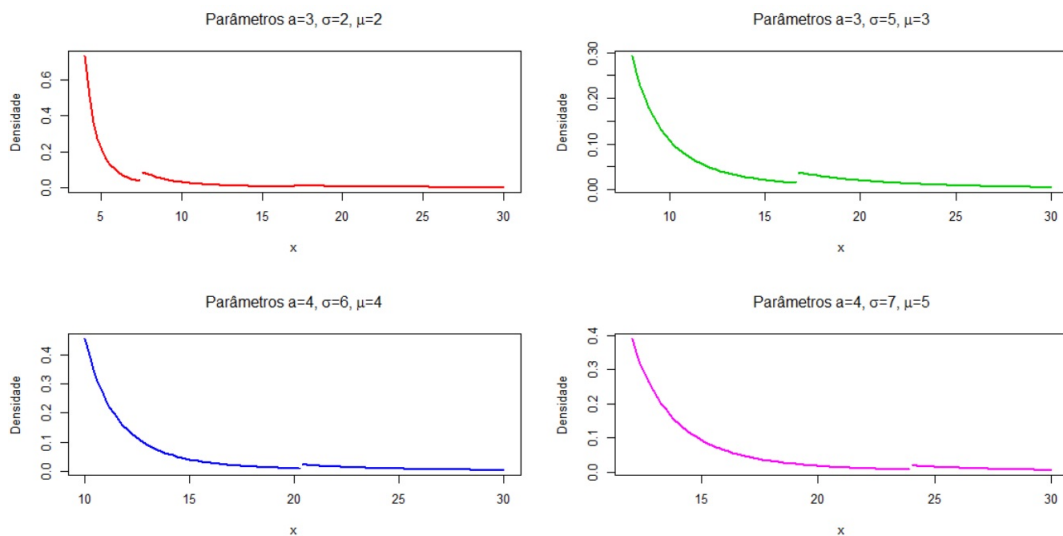 Parâmetros a=3, σ=2, μ=2
Densidade
0.0 0.2 0.4 0.6
5 10 15 20 25 30
x
Parâmetros a=3, σ=5, μ=3
Densidade
0.00 0.10 0.20 0.30
10 15 20 25 30
x
Parâmetros a=4, σ=6, μ=4
Densidade
0.0 0.1 0.2 0.3 0.4
10 15 20 25 30
x
Parâmetros a=4, σ=7, μ=5
Densidade
0.0 0.1 0.2 0.3 0.4
15 20 25 30
x